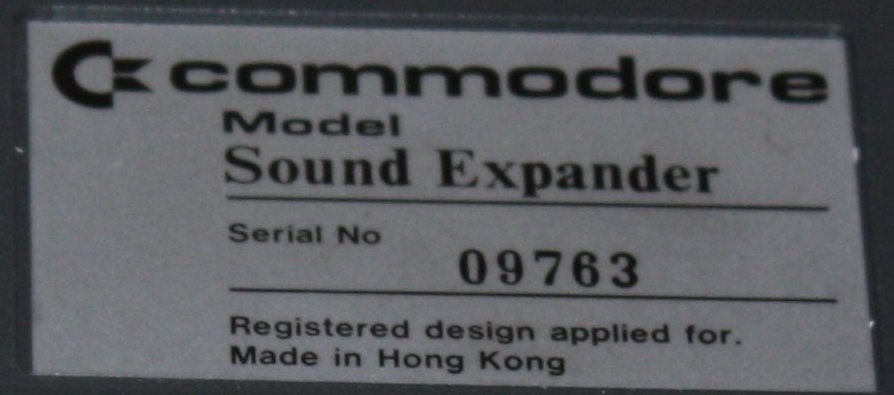 commodore
Model
Sound Expander
Serial No
09763
Registered design applied for.
Made in Hong Kong